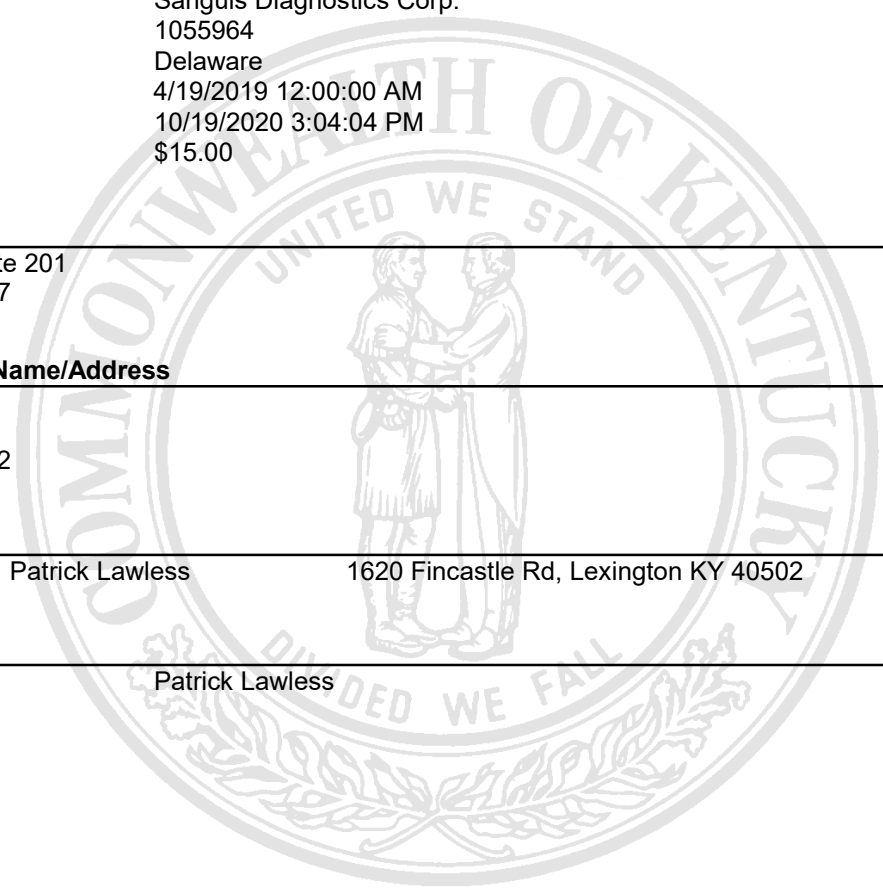 Sanguis Diagnostics Corp.
1055964
Delaware
4/19/2019 12:00:00 AM
10/19/2020 3:04:04 PM
$15.00
COMMONWEALTH OF KENTUCKY
UNITED WE STAND
te 201
7
Name/Address
2
Patrick Lawless 1620 Fincastle Rd, Lexington KY 40502
Patrick Lawless
DIVIDED WE FALL